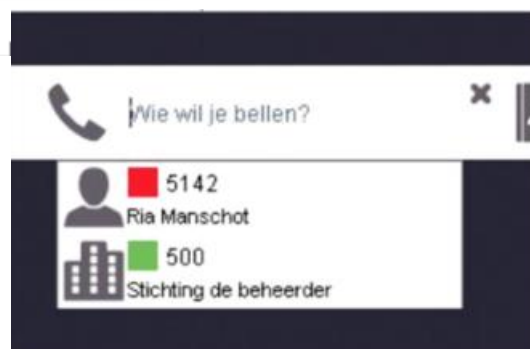 Wie wil je bellen?
5142
Ria Manschot
500
Stichting de beheerder